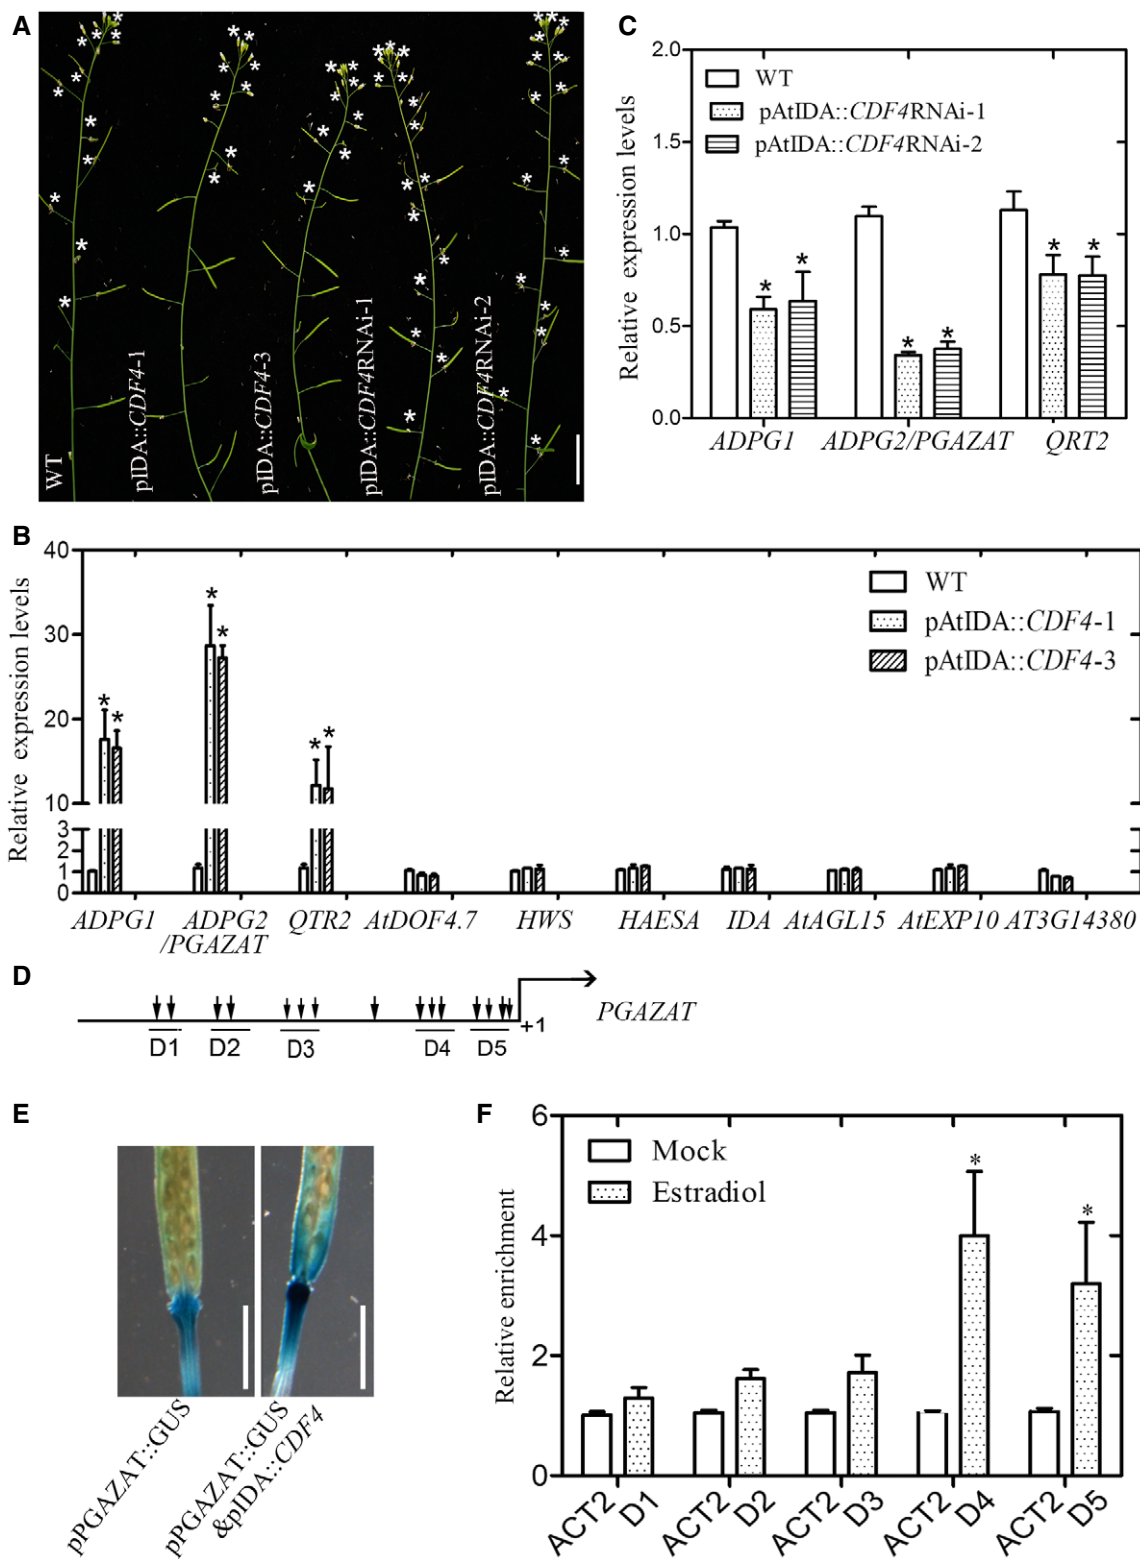 A
WT
pIDA::CDF4-1
pIDA::CDF4-3
pIDA::CDF4RNAi-1
pIDA::CDF4RNAi-2
C
Relative expression levels
2.0
1.5
1.0
0.5
0.0
WT
pAtIDA::CDF4RNAi-1
pAtIDA::CDF4RNAi-2
* * * * * *
ADPG1 ADPG2/PGAZAT QRT2
B
Relative expression levels
40
30
20
10
3
2
1
0
WT
pAtIDA::CDF4-1
pAtIDA::CDF4-3
* * * * * *
ADPG1 ADPG2 QTR2 AtDOF4.7 HWS HAESA IDA AtAGL15 AtEXP10 AT3G14380
/PGAZAT
D
D1 D2 D3 D4 D5
+1
PGAZAT
E
pPGAZAT::GUS
pPGAZAT::GUS
&pIDA::CDF4
F
Relative enrichment
6
4
2
0
Mock
Estradiol
* *
ACT2 D1 ACT2 D2 ACT2 D3 ACT2 D4 ACT2 D5